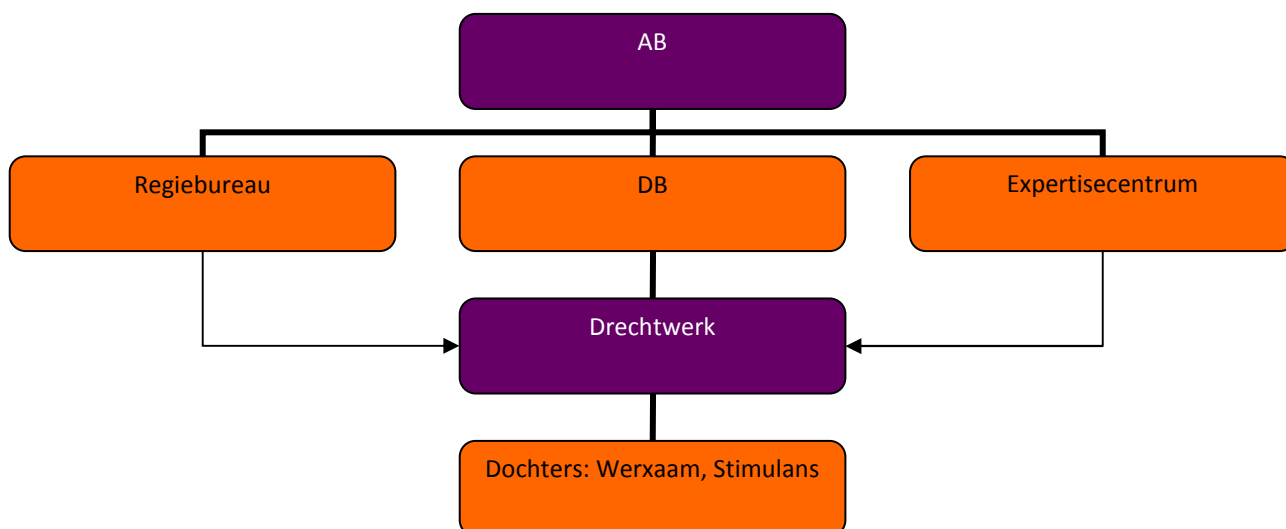 AB
Regiebureau
DB
Expertisecentrum
Drechtwerk
Dochters: Werxaam, Stimulans